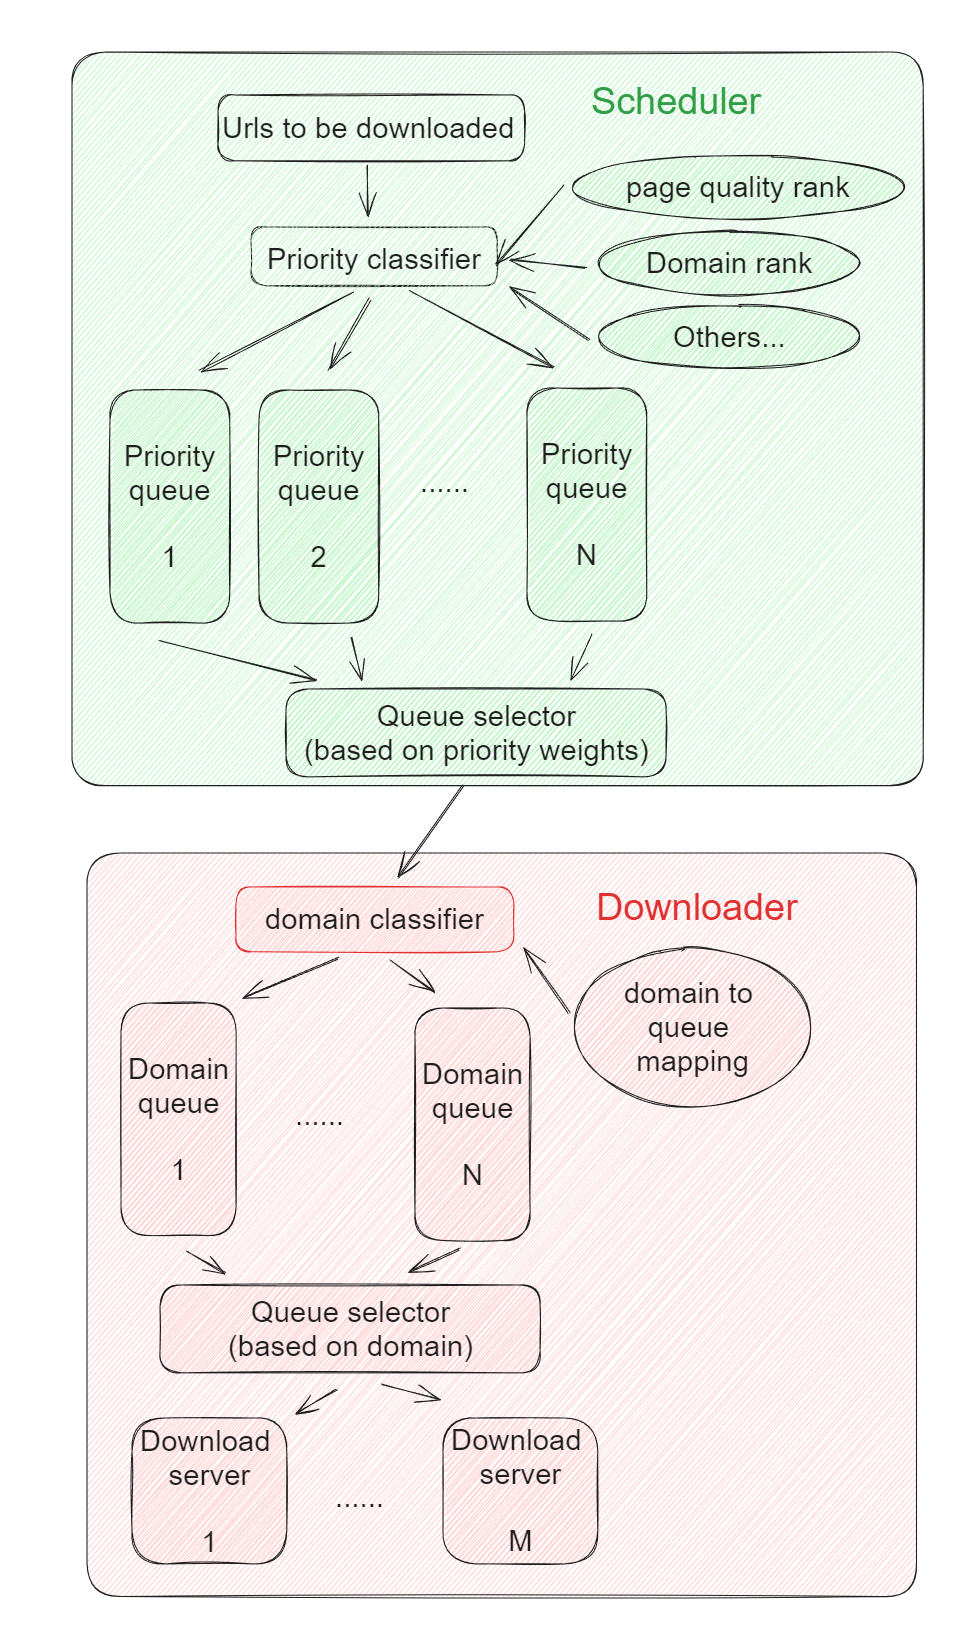 Scheduler
Urls to be downloaded
page quality rank
Priority classifier
Domain rank
Others...
Priority
queue
1
Priority
queue
2
......
Priority
queue
N
Queue selector
(based on priority weights)
Downloader
domain classifier
domain to
queue
mapping
Domain
queue
1
......
Domain
queue
N
Queue selector
(based on domain)
Download
server
1
......
Download
server
M